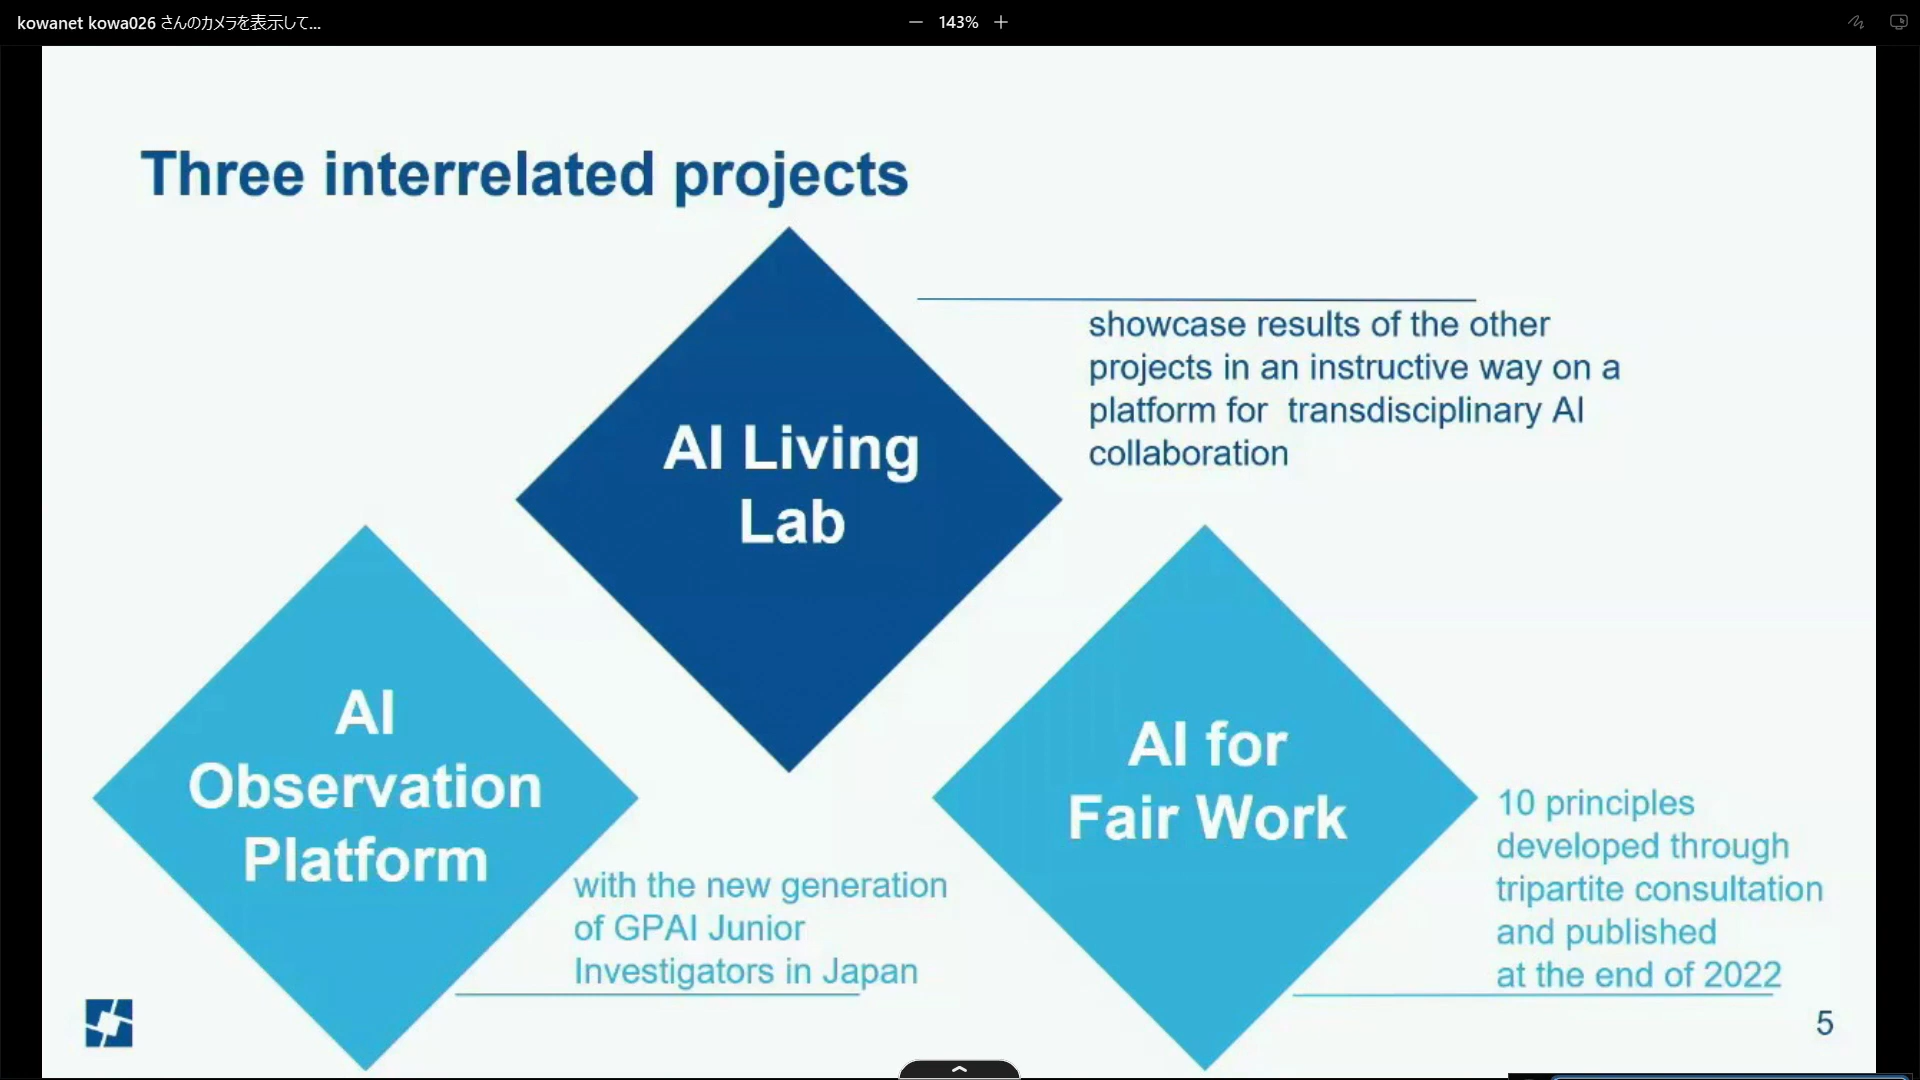 kowanet kowa026 さんのカメラを表示して...
143%
Three interrelated projects
AI Living
Lab
showcase results of the other
projects in an instructive way on a
platform for transdisciplinary AI
collaboration
AI
Observation
Platform
with the new generation
of GPAI Junior
Investigators in Japan
AI for
Fair Work
10 principles
developed through
tripartite consultation
and published
at the end of 2022
5